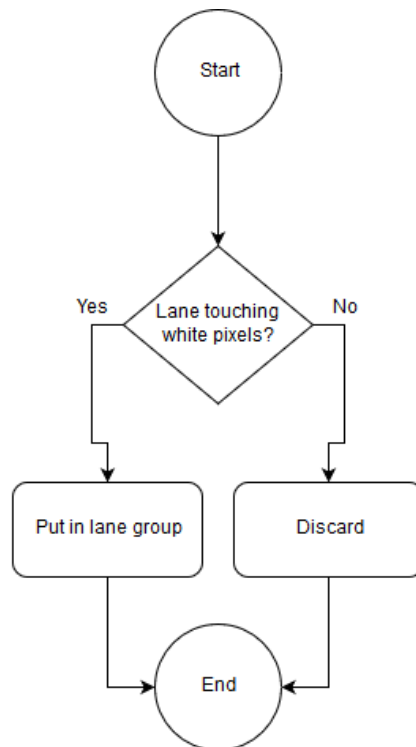 Start
Yes
Lane touching
white pixels?
No
Put in lane group
Discard
End